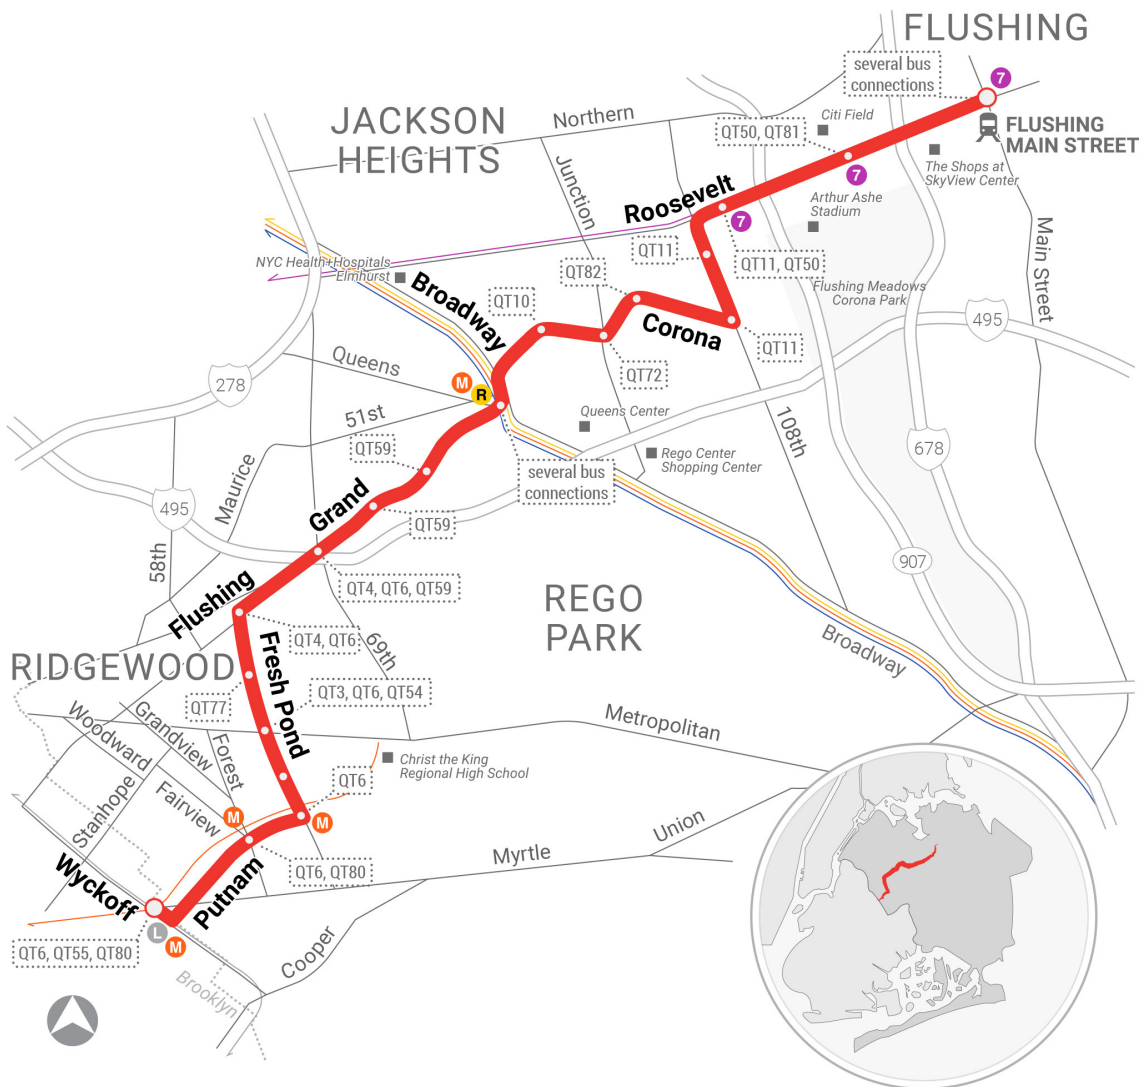 FLUSHING
several bus
connections
7
Citi Field
QT50, QT81
FLUSHING
MAIN STREET
The Shops at
SkyView Center
7
Arthur Ashe
Stadium
JACKSON
HEIGHTS
Northern
Junction
Roosevelt
7
QT11
QT11, QT50
Main Street
NYC Health+Hospitals
Elmhurst
QT82
Flushing Meadows
Corona Park
Broadway
QT10
Corona
495
QT11
QT72
Queens
278
M
R
51st
Queens Center
108th
Rego Center
Shopping Center
678
QT59
several bus
connections
Maurice
495
Grand
QT59
58th
907
QT4, QT6, QT59
Flushing
REGO
PARK
QT4, QT6
69th
Broadway
RIDGEWOOD
Fresh Pond
QT3, QT6, QT54
QT77
Metropolitan
Woodward
Grandview
Forest
Christ the King
Regional High School
QT6
Stanhope
Fairview
M
M
Union
Myrtle
QT6, QT80
Wyckoff
Putnam
L
M
QT6, QT55, QT80
Cooper
Brooklyn